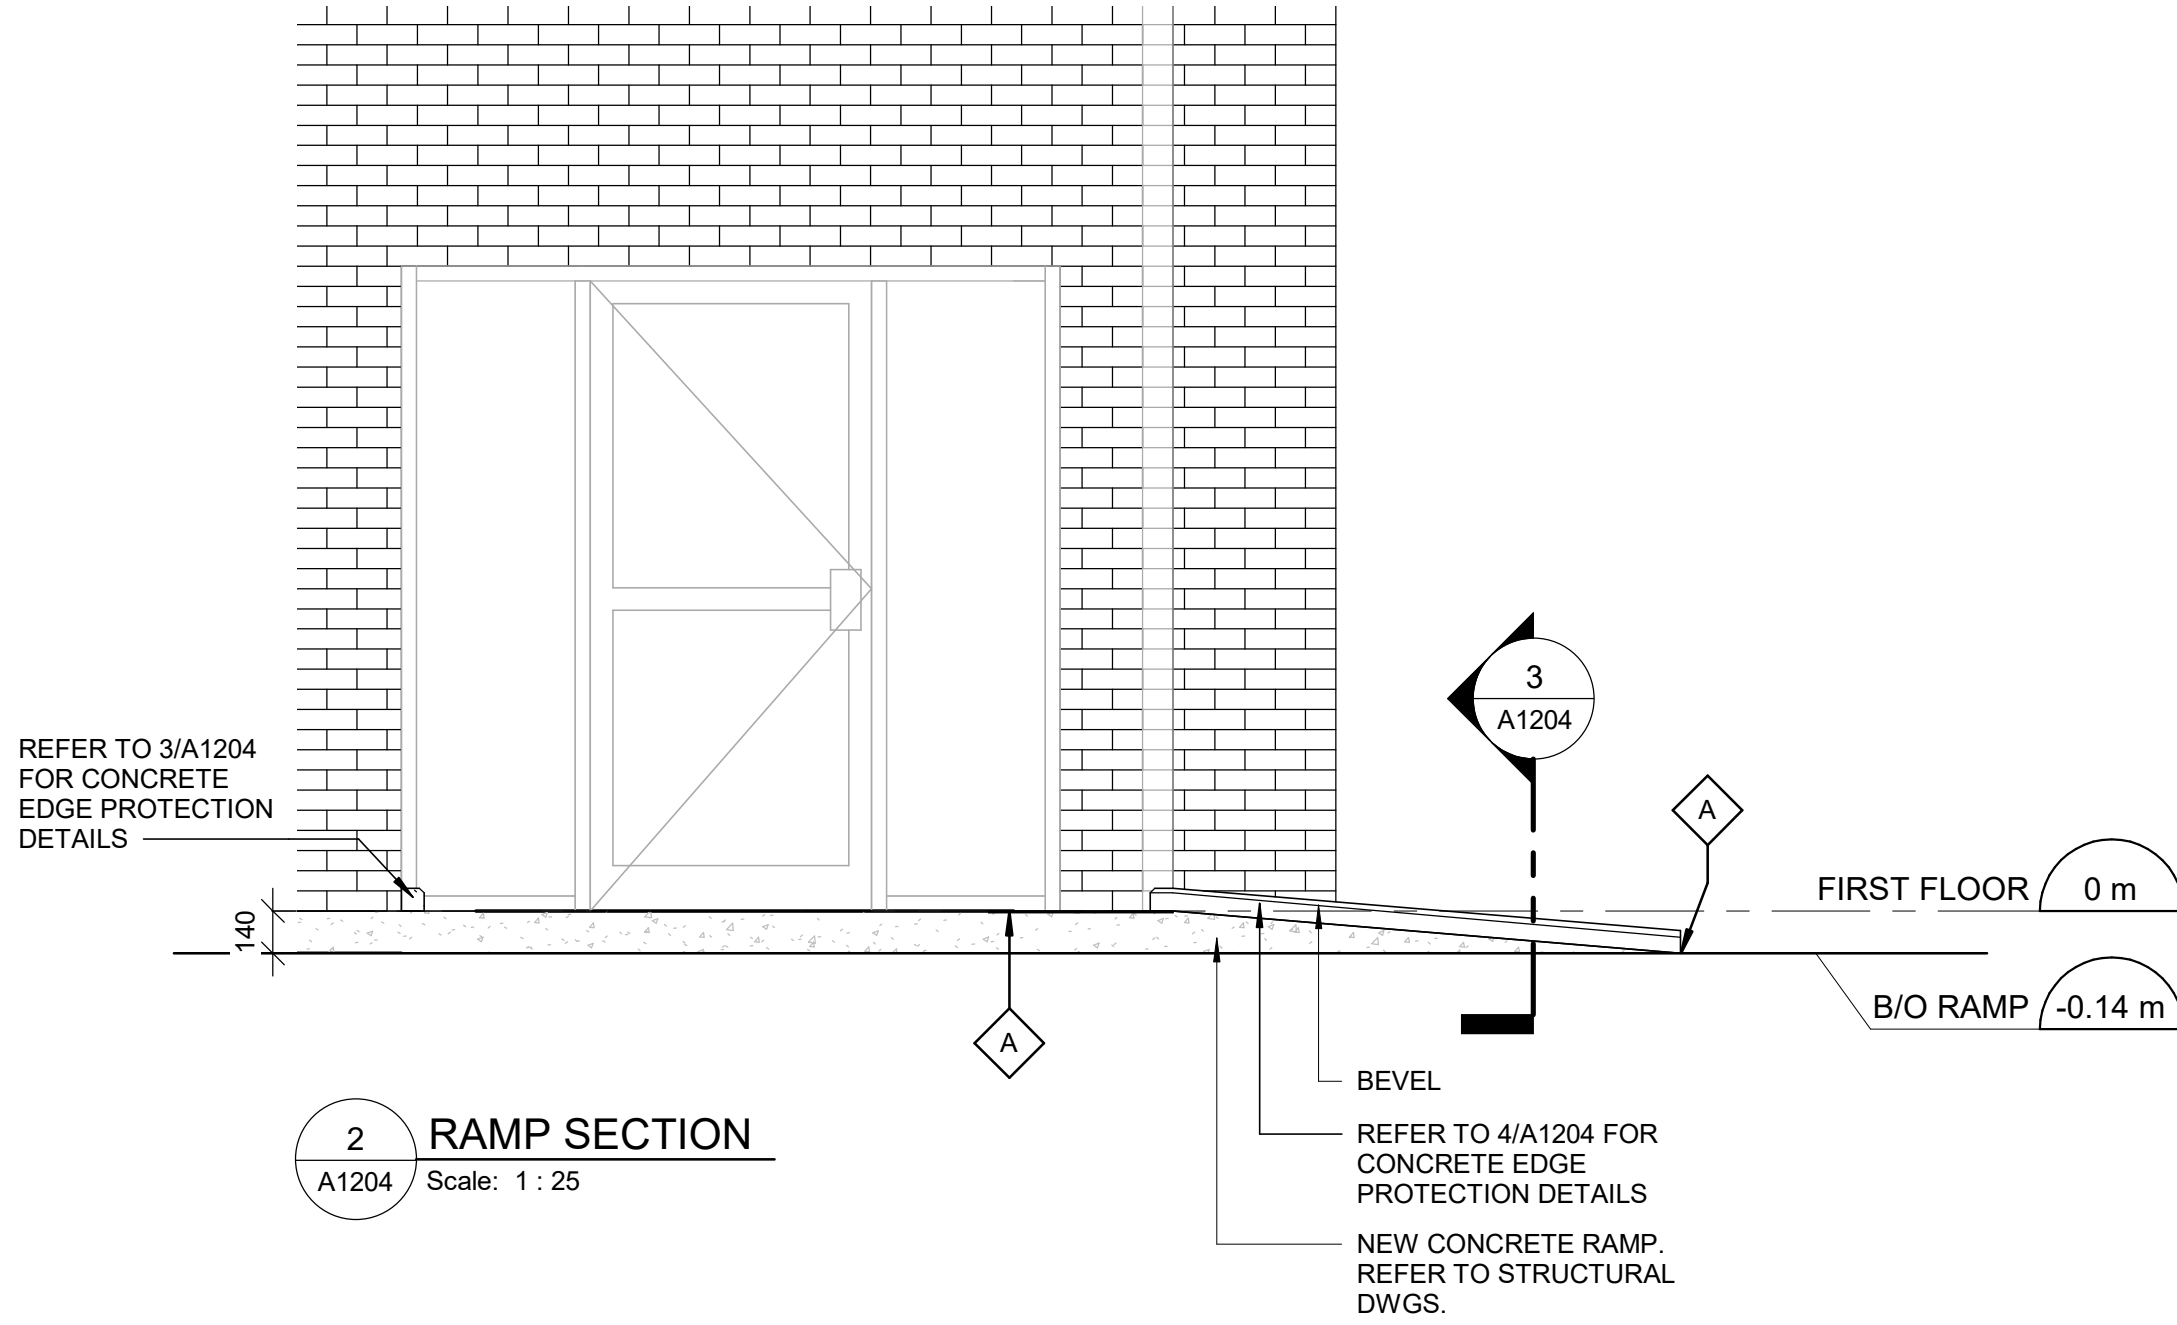 3
A1204
REFER TO 3/A1204
FOR CONCRETE
EDGE PROTECTION
DETAILS
A
FIRST FLOOR
0 m
140
B/O RAMP
-0.14 m
A
BEVEL
REFER TO 4/A1204 FOR
CONCRETE EDGE
PROTECTION DETAILS
NEW CONCRETE RAMP.
REFER TO STRUCTURAL
DWGS.
2
A1204
RAMP SECTION
Scale: 1 : 25